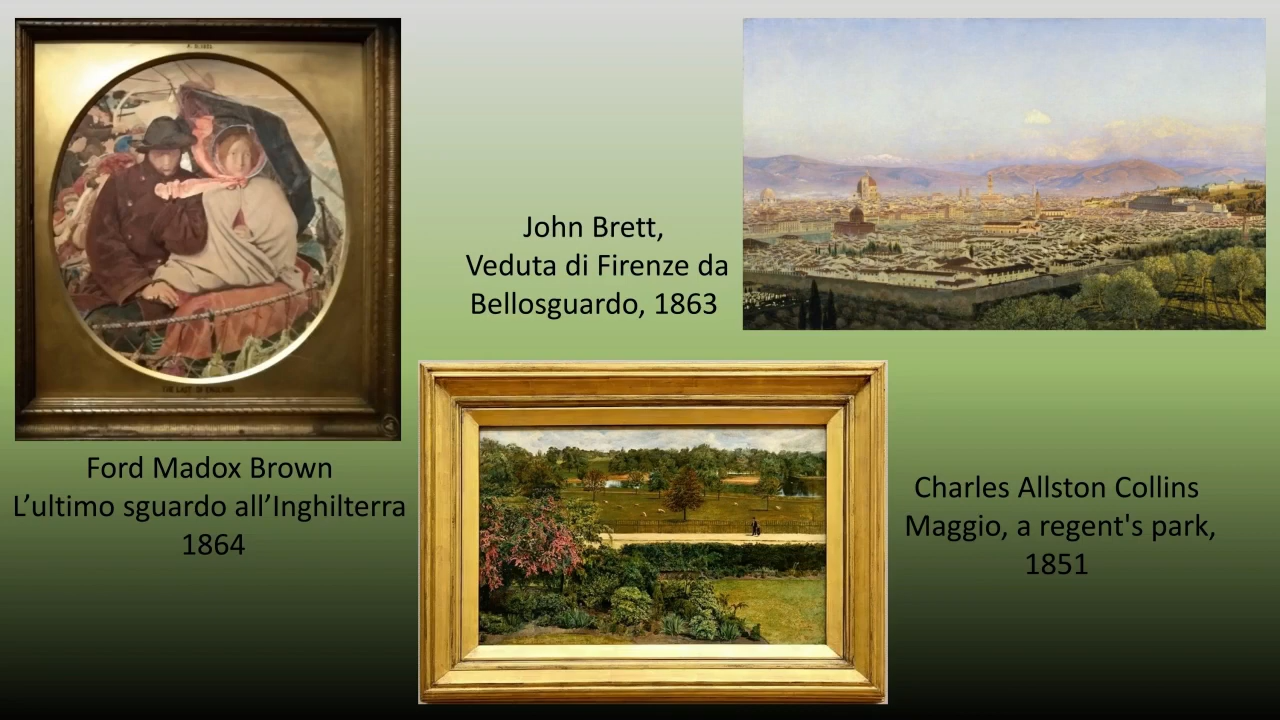 John Brett,
Veduta di Firenze da
Bellosguardo, 1863
Ford Madox Brown
L’ultimo sguardo all’Inghilterra
1864
Charles Allston Collins
Maggio, a regent's park,
1851